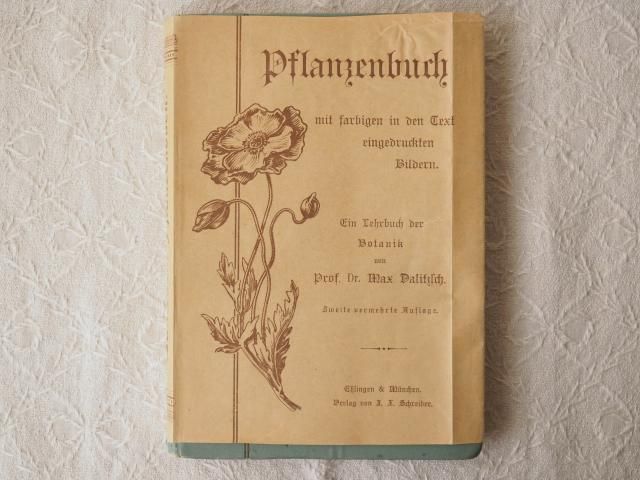 Pflanzenbuch
mit farbigen in den Text
eingedruckten
Bildern.
Ein Lehrbuch der
Botanik
von
Prof. Dr. Max Dalitzsch.
Zweite vermehrte Auflage.
Eßlingen & München.
Verlag von J. F. Schreiber.